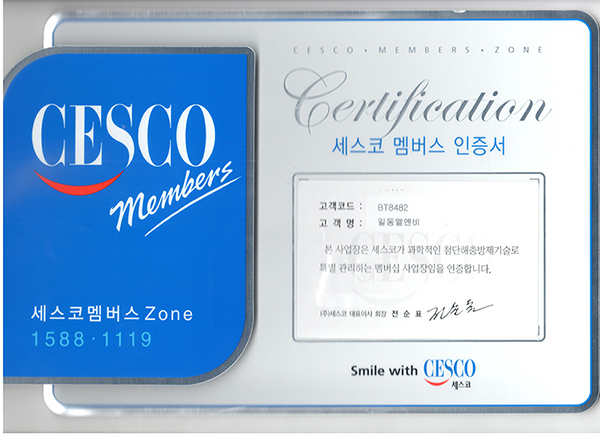 CESCO
Members
세스코멤버스Zone
1588·1119
CESCO · MEMBERS · ZONE
Certification
세스코 멤버스 인증서
고객코드 : BT8482
고 객 명 : 일동엘앤비
본 사업장은 세스코가 과학적인 첨단해충방제기술로
특별 관리하는 멤버십 사업장임을 인증합니다.
(주)세스코 대표이사 회장 전 순 표
Smile with CESCO
세스코